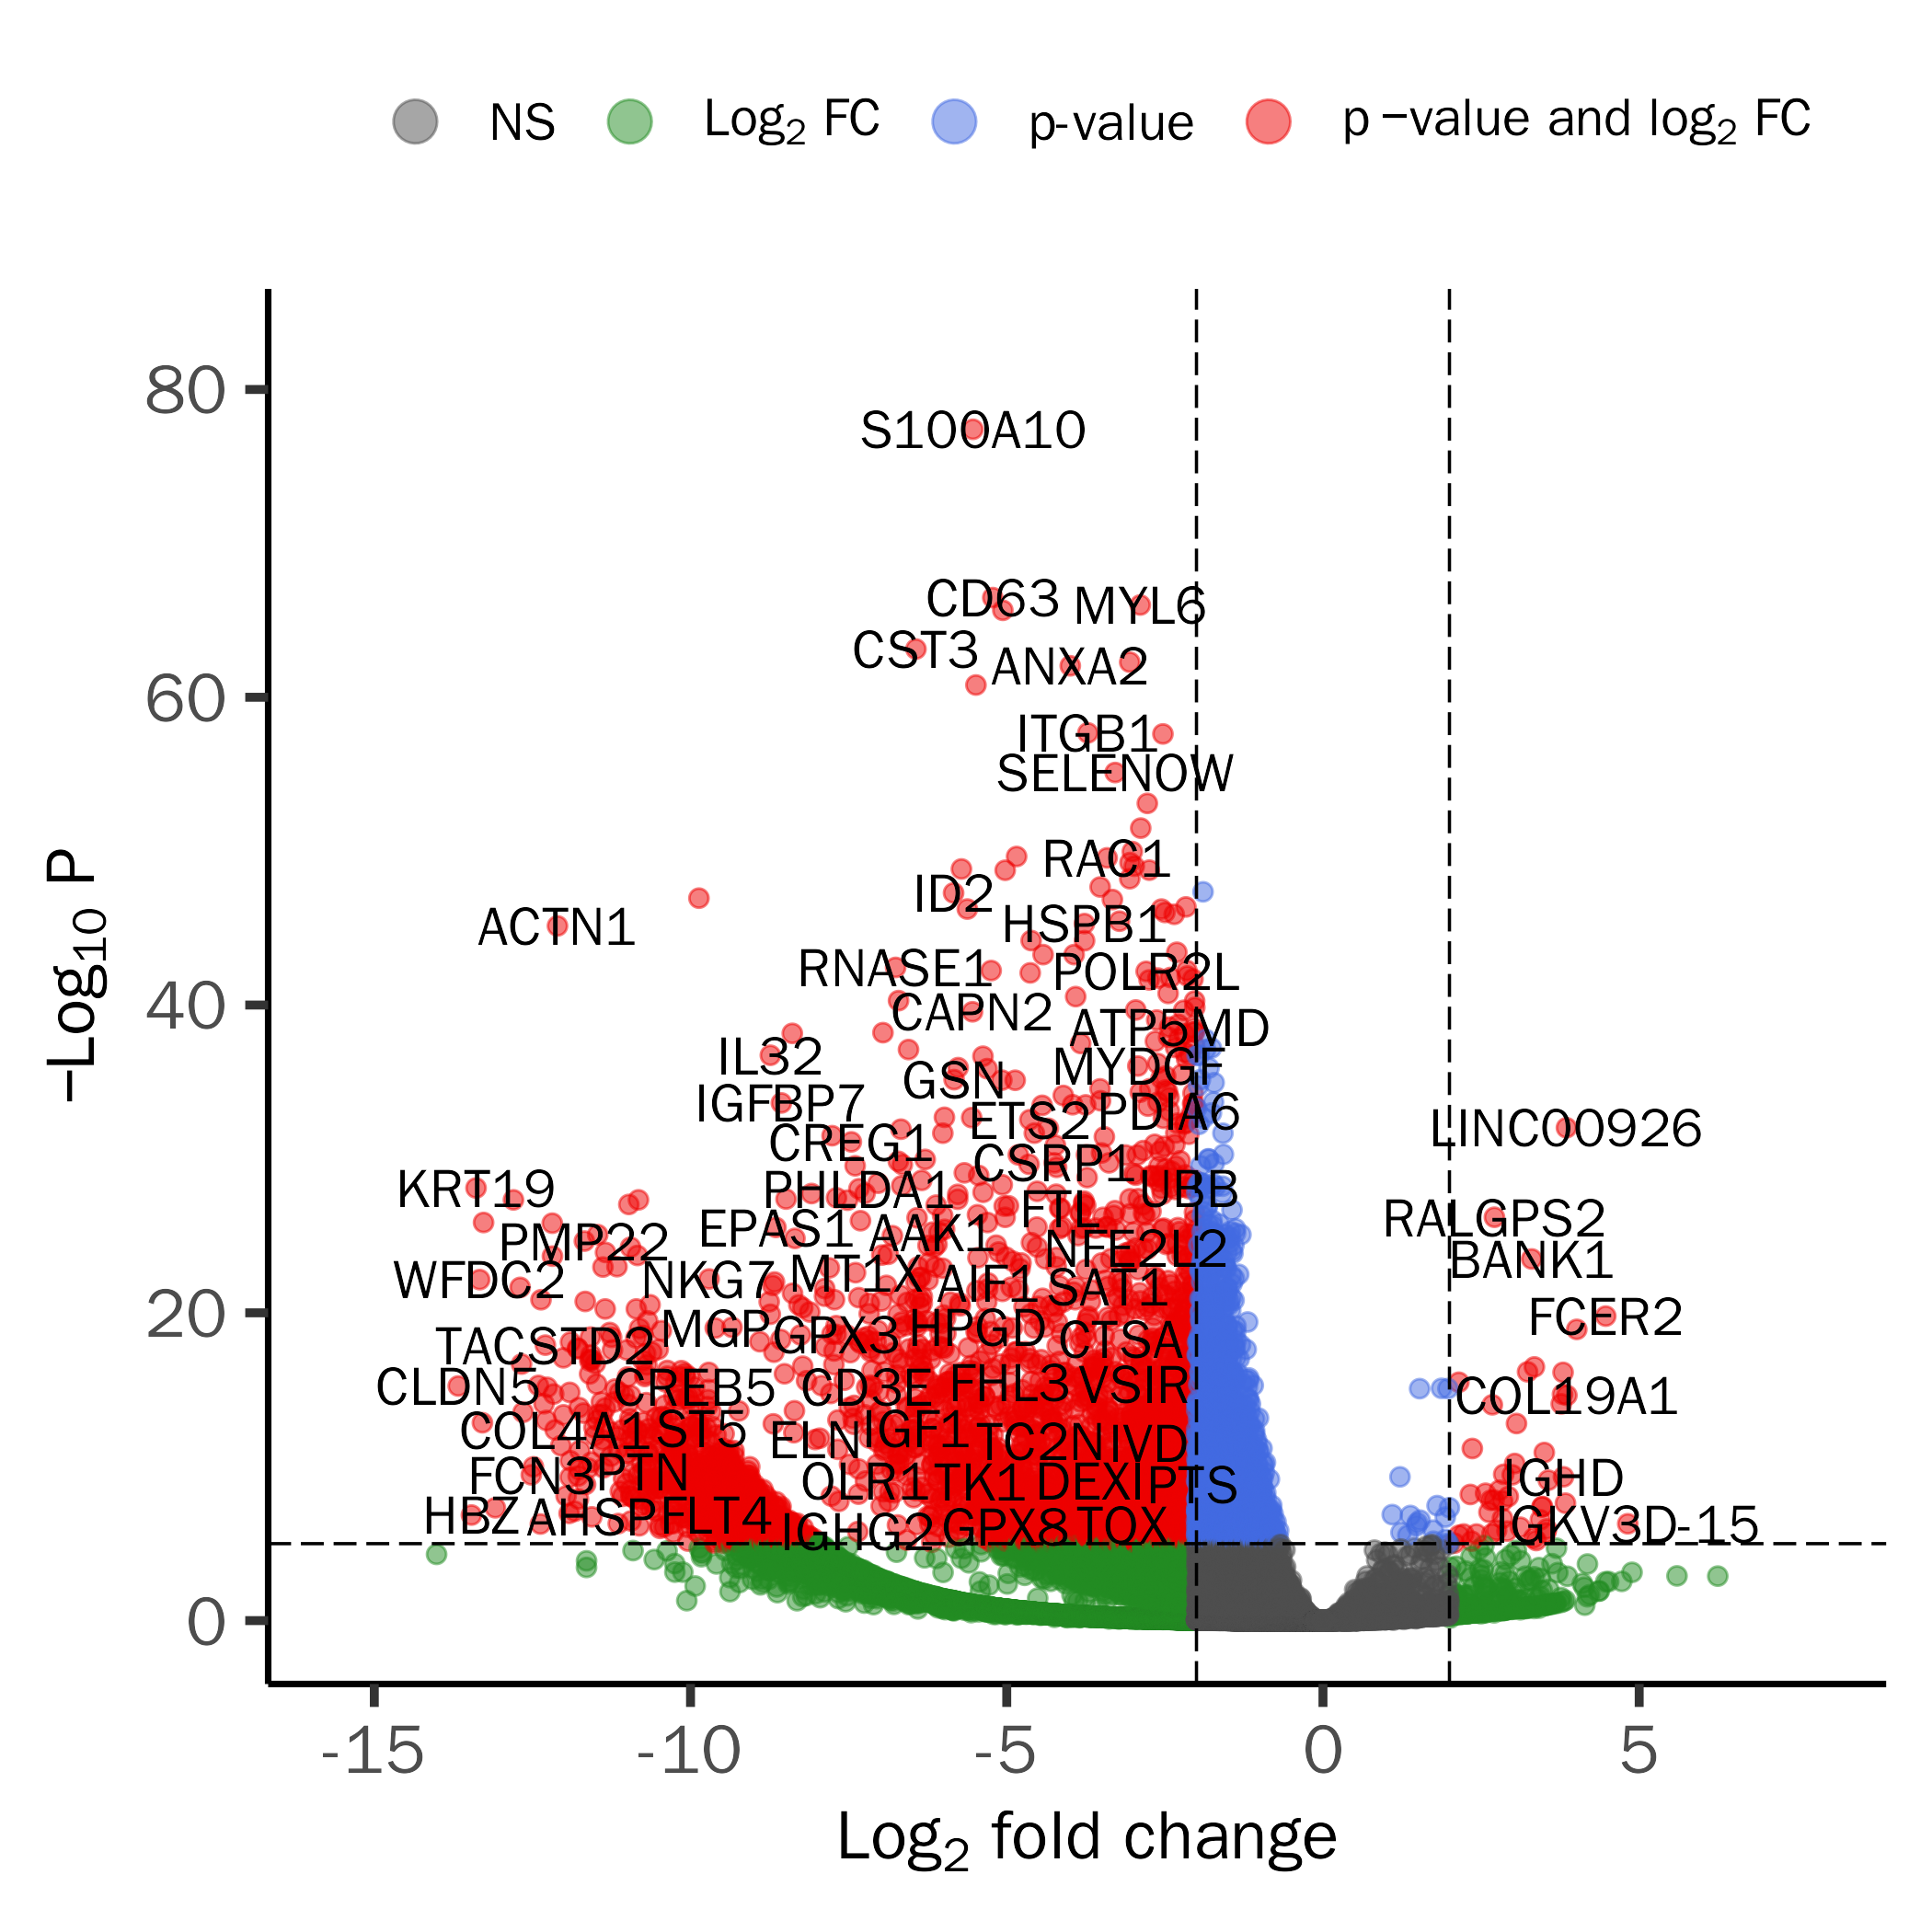 NS Log2 FC p-value p −value and log2 FC
80
S100A10
CD63 MYL6
CST3 ANXA2
60
ITGB1
SELENOW
RAC1
ID2
ACTN1 HSPB1
RNASE1 POLR2L
40
CAPN2 ATP5MD
IL32 MYDGF
GSN
IGFBP7 PDIA6
ETS2 LINC00926
CREG1
CSRP1
KRT19 PHLDA1 UBB
FTL RALGPS2
EPAS1 AAK1
PMP22 NFE2L2 BANK1
WFDC2 NKG7 MT1X AIF1 SAT1
20
MGP GPX3 HPGD CTSA FCER2
TACSTD2
CLDN5 CREB5 CD3E FHL3 VSIR COL19A1
COL4A1 ST5 ELN IGF1 TC2N IVD
FCN3 PTN OLR1 TK1 DEXI PTS IGHD
HBZ AHSP FLT4 IGHG2 GPX8 TOX IGKV3D-15
0
-15 -10 -5 0 5
Log2 fold change
−Log10 P